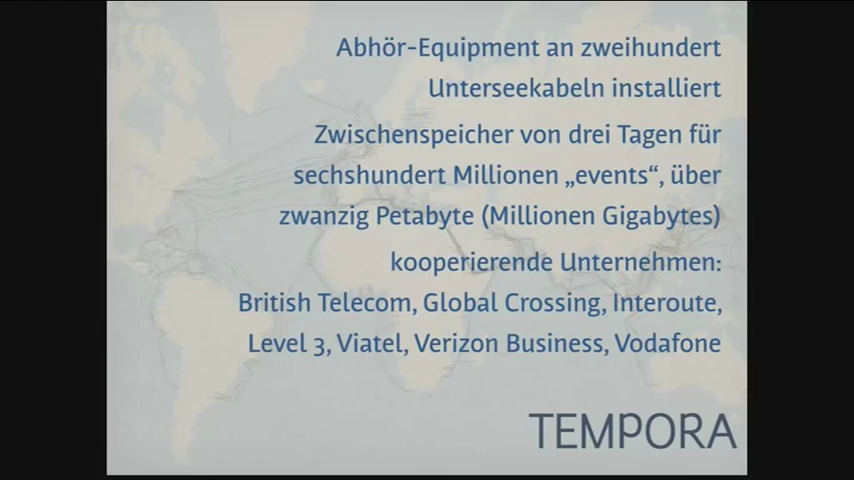 Abhör-Equipment an zweihundert
Unterseekabeln installiert
Zwischenspeicher von drei Tagen für
sechshundert Millionen „events“, über
zwanzig Petabyte (Millionen Gigabytes)
kooperierende Unternehmen:
British Telecom, Global Crossing, Interoute,
Level 3, Viatel, Verizon Business, Vodafone
TEMPORA